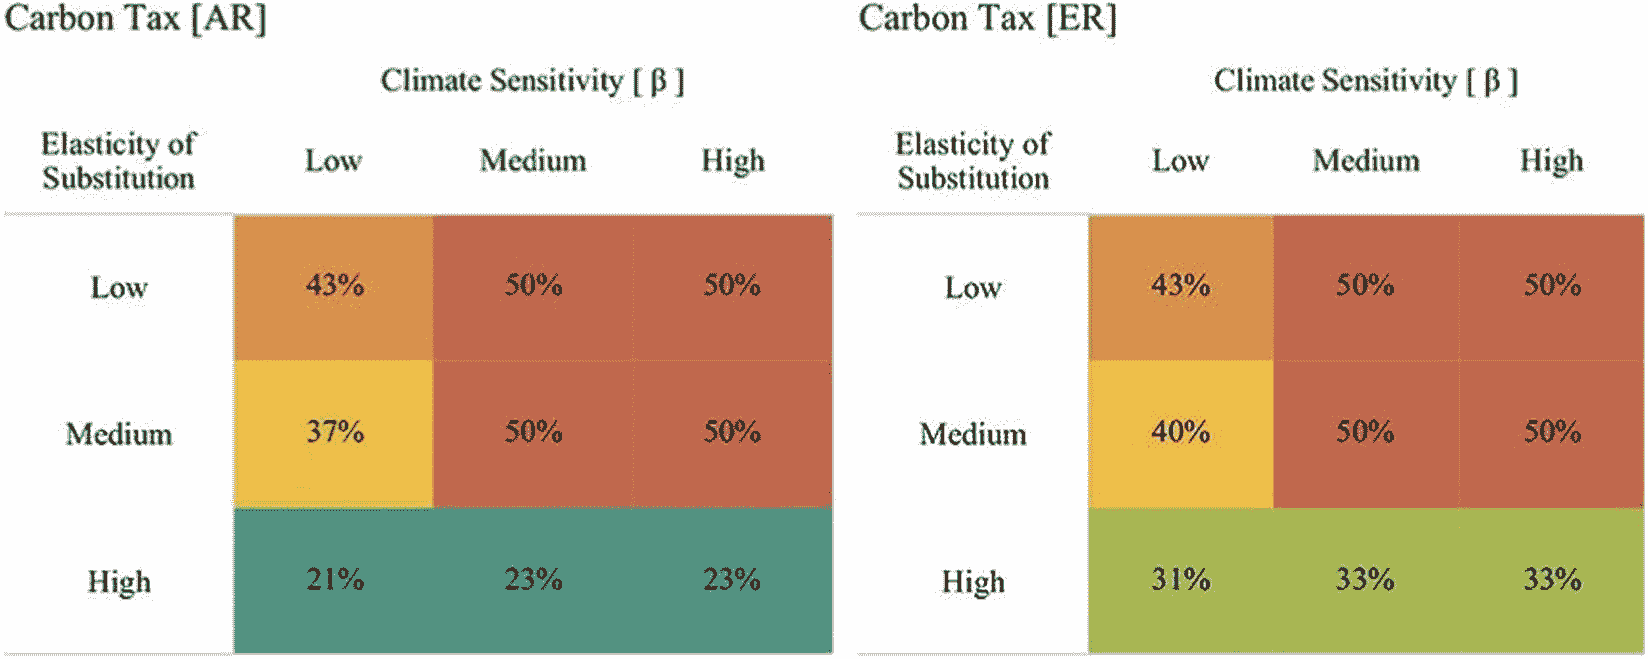 Carbon Tax [AR]
Climate Sensitivity [ β ]
Elasticity of
Substitution
Low Medium High
Low 43% 50% 50%
Medium 37% 50% 50%
High 21% 23% 23%
Carbon Tax [ER]
Climate Sensitivity [ β ]
Elasticity of
Substitution
Low Medium High
Low 43% 50% 50%
Medium 40% 50% 50%
High 31% 33% 33%